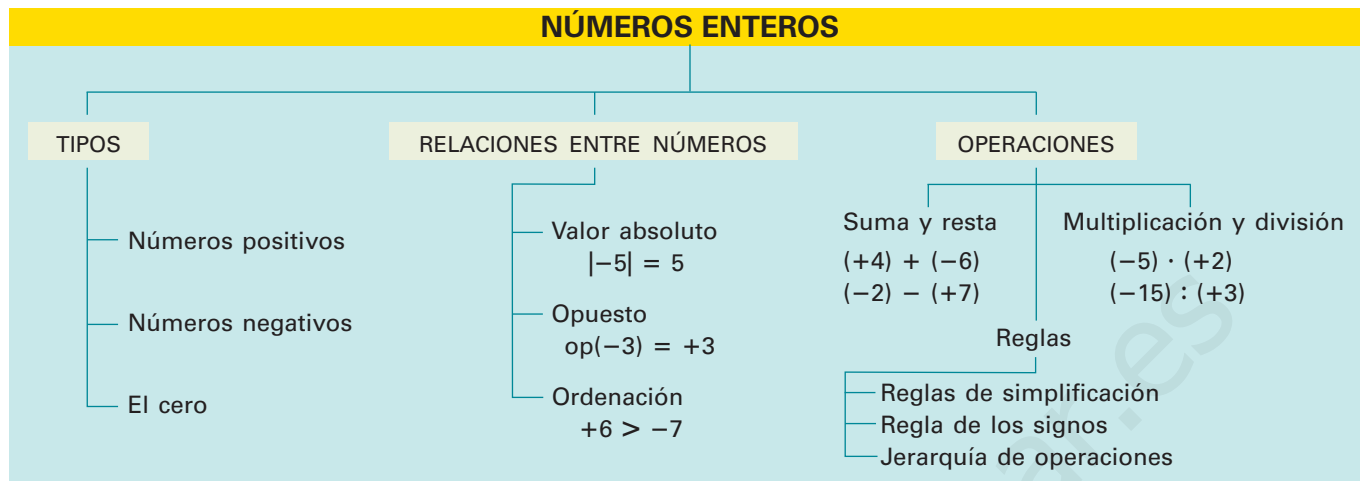 NÚMEROS ENTEROS
TIPOS
Números positivos
Números negativos
El cero
RELACIONES ENTRE NÚMEROS
Valor absoluto
|−5| = 5
Opuesto
op(−3) = +3
Ordenación
+6 > −7
OPERACIONES
Suma y resta
(+4) + (−6)
(−2) − (+7)
Multiplicación y división
(−5) · (+2)
(−15) : (+3)
Reglas
Reglas de simplificación
Regla de los signos
Jerarquía de operaciones
ar.es